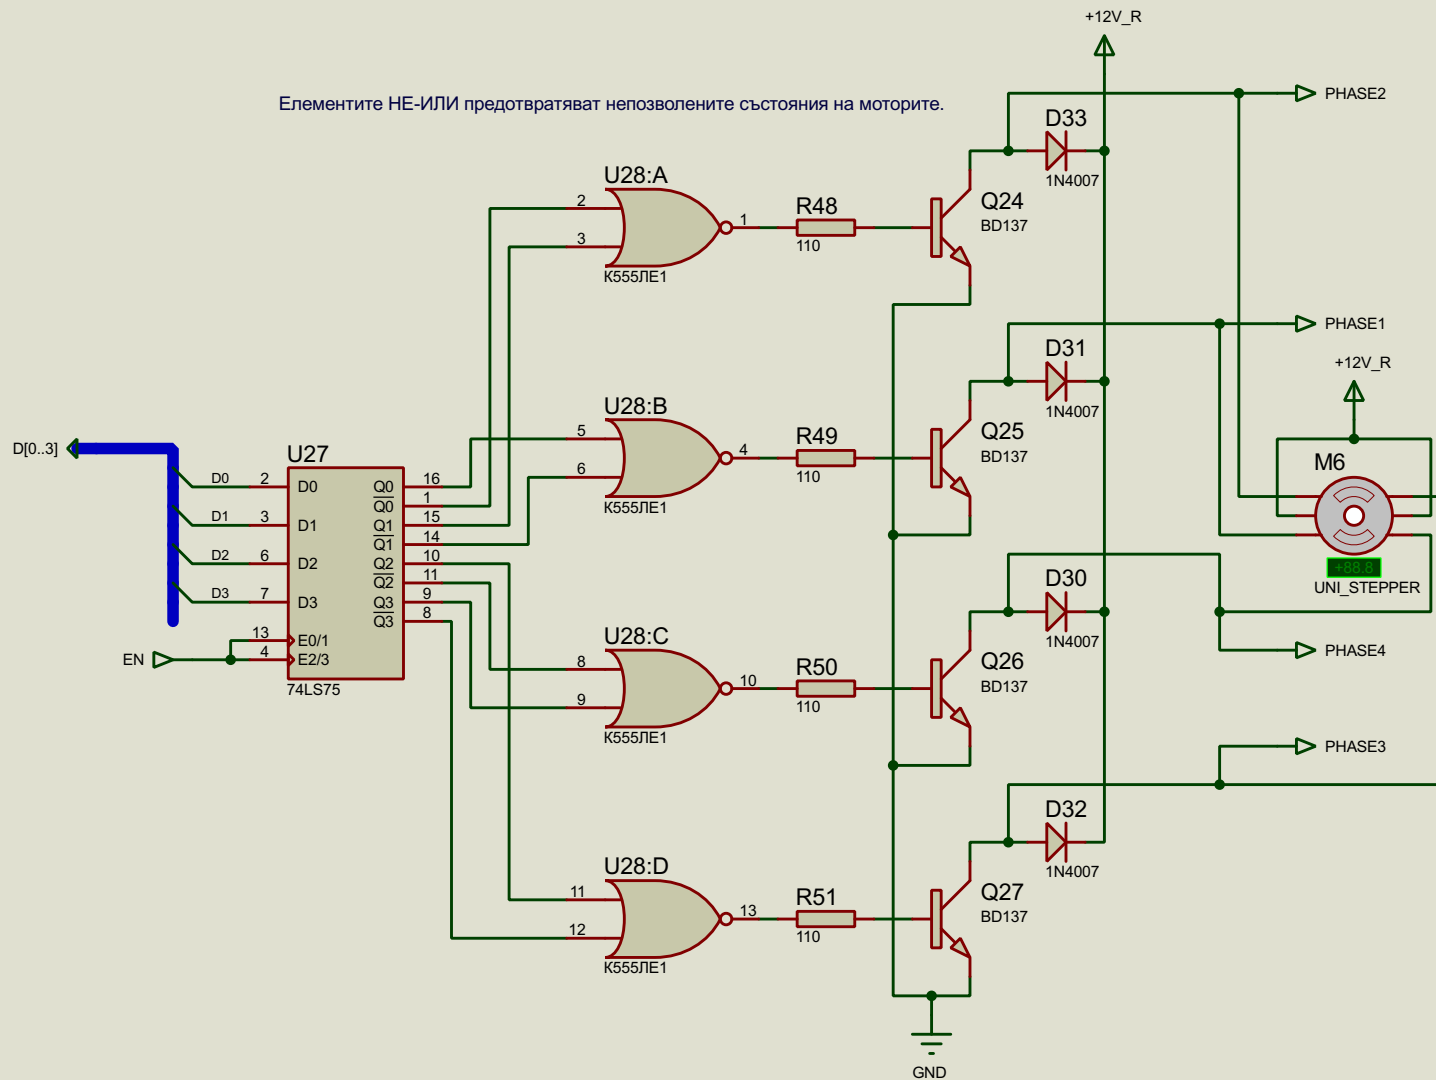 +12V_R
Елементите НЕ-ИЛИ предотвратяват непозволените състояния на моторите.
PHASE2
D33
1N4007
U28:A
2
3
1
К555ЛЕ1
R48
110
Q24
BD137
PHASE1
D31
1N4007
+12V_R
U28:B
5
6
4
К555ЛЕ1
R49
110
Q25
BD137
M6
+88.8
UNI_STEPPER
D[0..3]
U27
D0
2
D0
D1
3
D1
D2
6
D2
D3
7
D3
EN
13
E0/1
4
E2/3
Q0
16
Q0
1
Q1
15
Q1
14
Q2
10
Q2
11
Q3
9
Q3
8
74LS75
D30
1N4007
U28:C
8
9
10
К555ЛЕ1
R50
110
Q26
BD137
PHASE4
PHASE3
D32
1N4007
U28:D
11
12
13
К555ЛЕ1
R51
110
Q27
BD137
GND